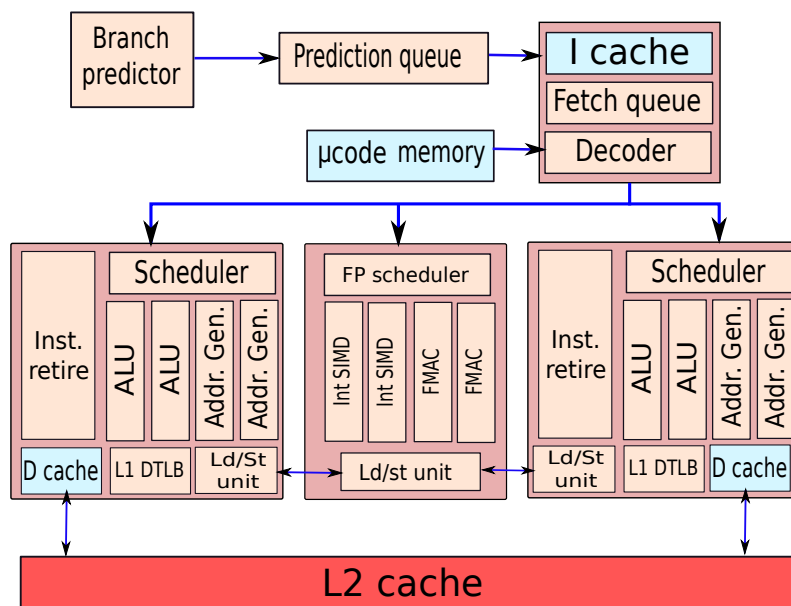 Branch
predictor
Prediction queue
I cache
Fetch queue
µcode memory
Decoder
Scheduler
Inst.
retire
ALU
ALU
Addr. Gen.
Addr. Gen.
D cache
L1 DTLB
Ld/St
unit
FP scheduler
Int SIMD
Int SIMD
FMAC
FMAC
Ld/st unit
Scheduler
Inst.
retire
ALU
ALU
Addr. Gen.
Addr. Gen.
Ld/St
unit
L1 DTLB
D cache
L2 cache